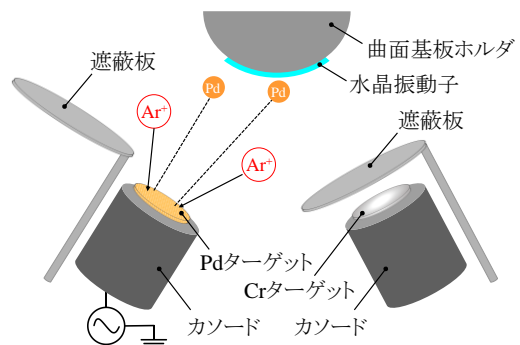 曲面基板ホルダ
水晶振動子
遮蔽板
Pd
Pd
Ar+
Ar+
遮蔽板
Pdターゲット
Crターゲット
カソード
カソード